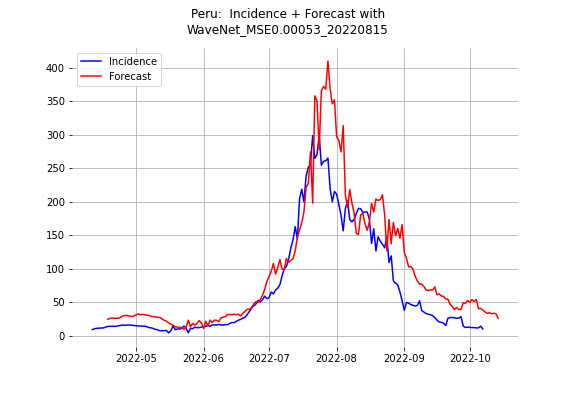 Peru:  Incidence + Forecast with
WaveNet_MSE0.00053_20220815
Incidence
Forecast
400
350
300
250
200
150
100
50
0
2022-05 2022-06 2022-07 2022-08 2022-09 2022-10